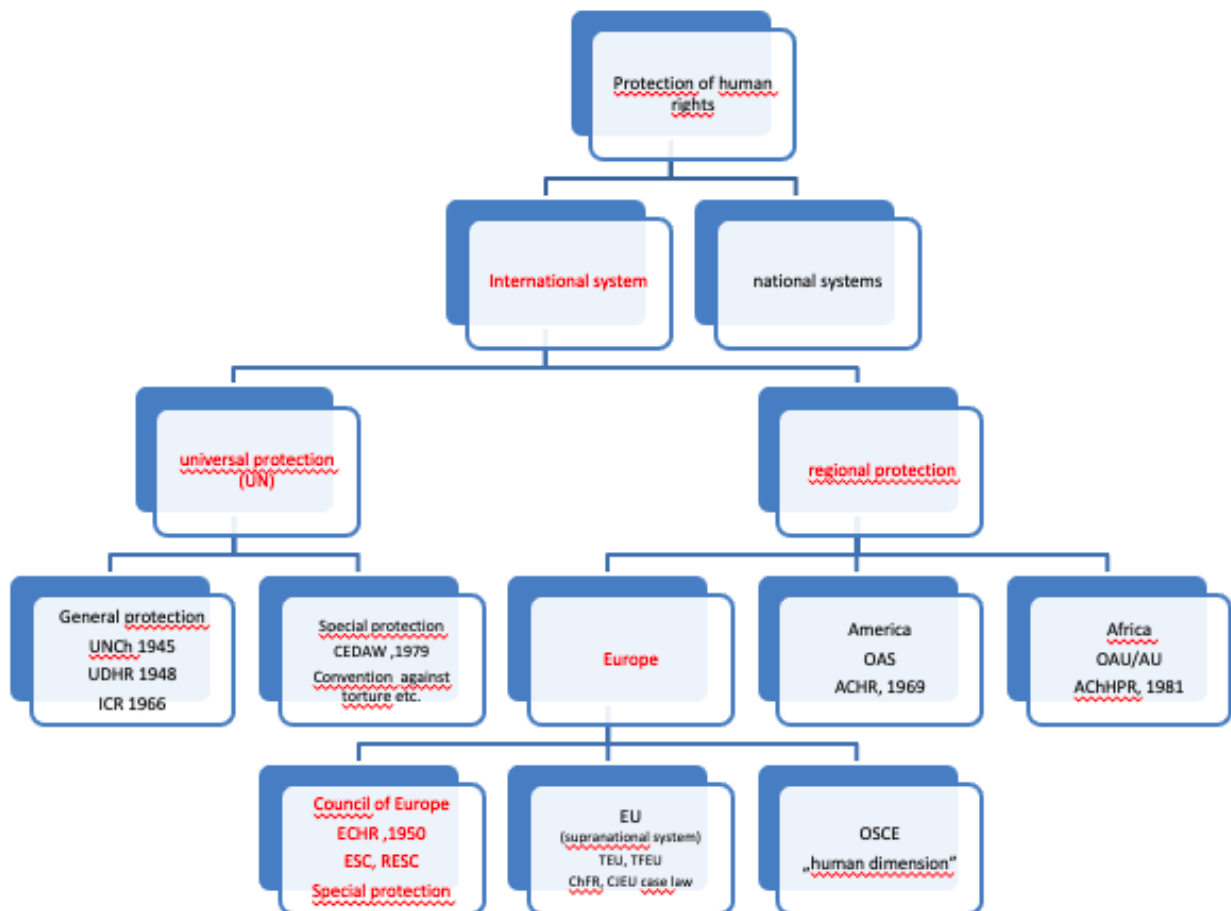 Protection of human
rights
International system
national systems
universal protection
(UN)
regional protection
General protection
UNCh 1945
UDHR 1948
ICR 1966
Special protection
CEDAW ,1979
Convention against
torture etc.
Europe
America
OAS
ACHR, 1969
Africa
OAU/AU
AChHPR, 1981
Council of Europe
ECHR ,1950
ESC, RESC
Special protection
EU
(supranational system)
TEU, TFEU
ChFR, CJEU case law
OSCE
„human dimension“